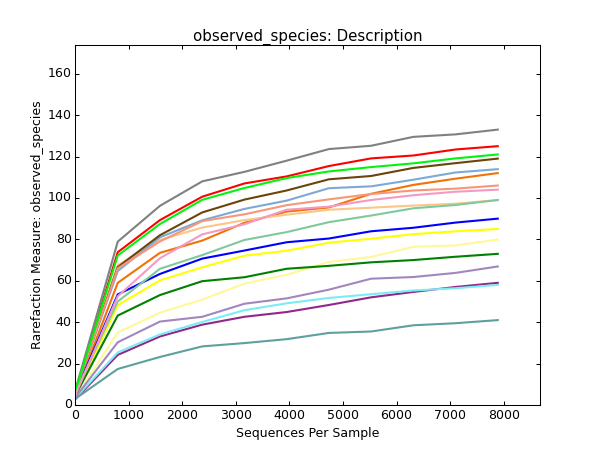 observed_species: Description
Rarefaction Measure: observed_species
160
140
120
100
80
60
40
20
0
0 1000 2000 3000 4000 5000 6000 7000 8000
Sequences Per Sample